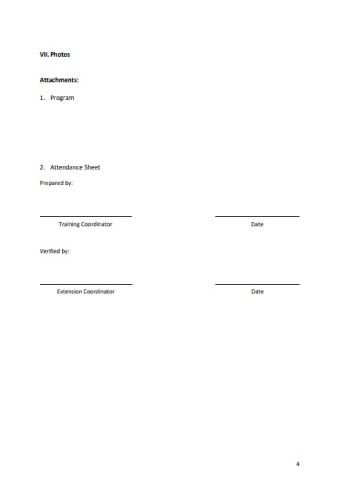 VII. Photos
Attachments:
1. Program
2. Attendance Sheet
Prepared by:
Training Coordinator Date
Verified by:
Extension Coordinator Date
4